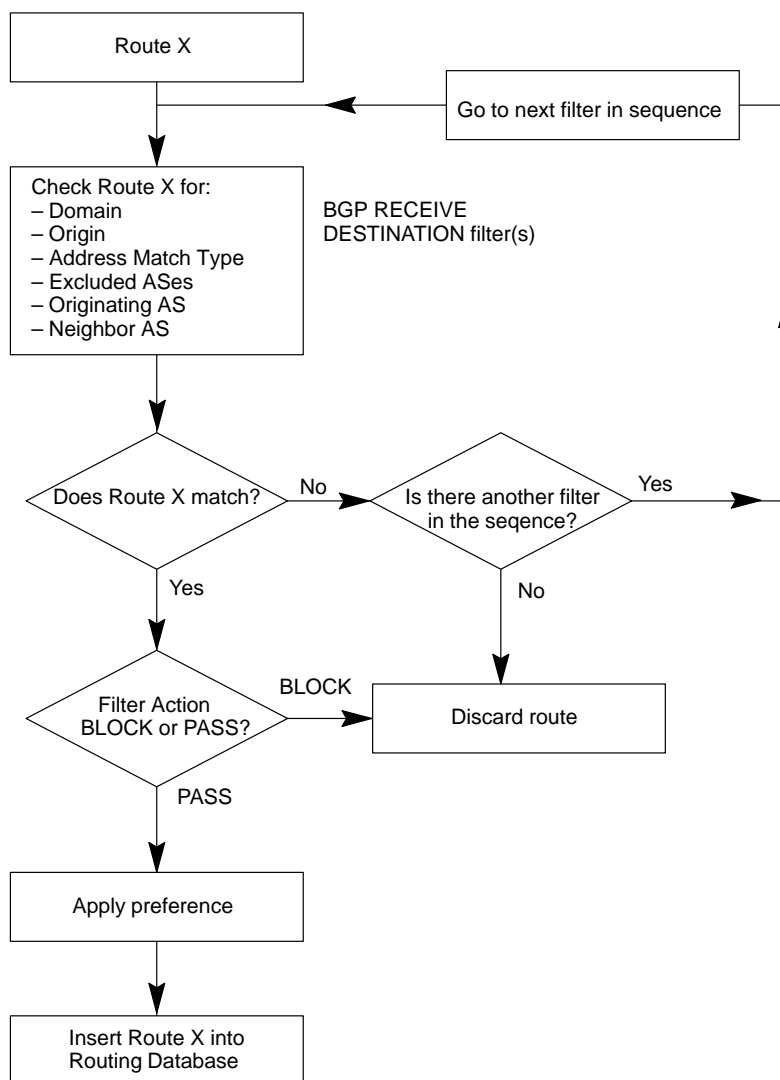 Route X
Go to next filter in sequence
Check Route X for:
– Domain
– Origin
– Address Match Type
– Excluded ASes
– Originating AS
– Neighbor AS
BGP RECEIVE
DESTINATION filter(s)
Does Route X match?
No
Is there another filter
in the seqence?
Yes
Yes
No
Filter Action
BLOCK or PASS?
BLOCK
Discard route
PASS
Apply preference
Insert Route X into
Routing Database